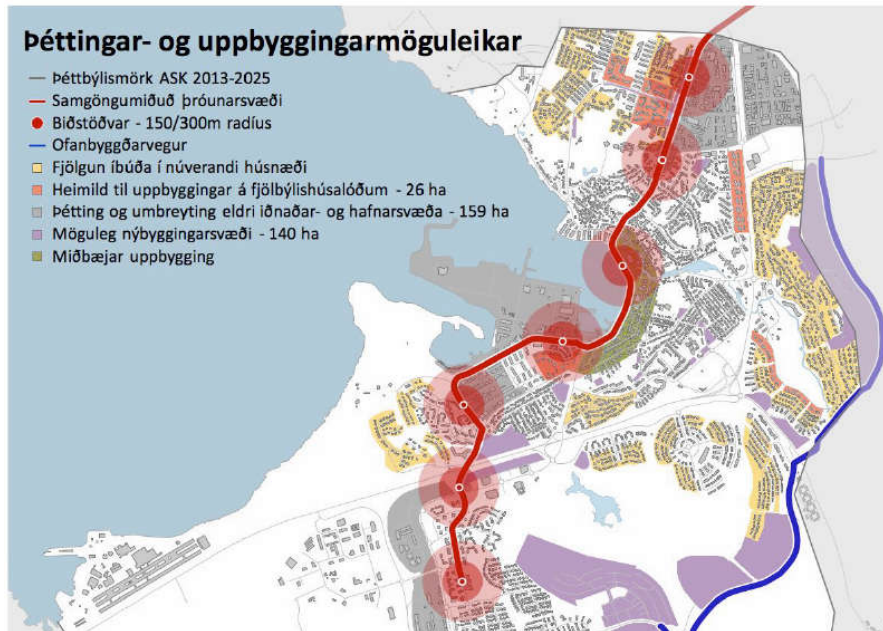 Þéttingar- og uppbyggingarmöguleikar
Þéttbýlismörk ASK 2013-2025
Samgöngumiðuð þróunarsvæði
Biðstöðvar - 150/300m radíus
Ofanbyggðarvegur
Fjölgun íbúða í núverandi húsnæði
Heimild til uppbyggingar á fjölbýlishúsalóðum - 26 ha
Þétting og umbreyting eldri iðnaðar- og hafnarsvæða - 159 ha
Möguleg nýbyggingarsvæði - 140 ha
Miðbæjar uppbygging